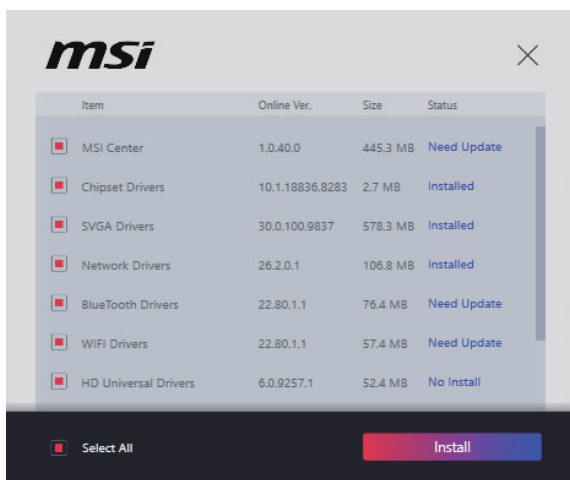 msi
Item Online Ver. Size Status
MSI Center 1.0.40.0 445.3 MB Need Update
Chipset Drivers 10.1.18836.8283 2.7 MB Installed
SVGA Drivers 30.0.100.9837 578.3 MB Installed
Network Drivers 26.2.0.1 106.8 MB Installed
BlueTooth Drivers 22.80.1.1 76.4 MB Need Update
WIFI Drivers 22.80.1.1 57.4 MB Need Update
HD Universal Drivers 6.0.9257.1 52.4 MB No Install
Select All Install